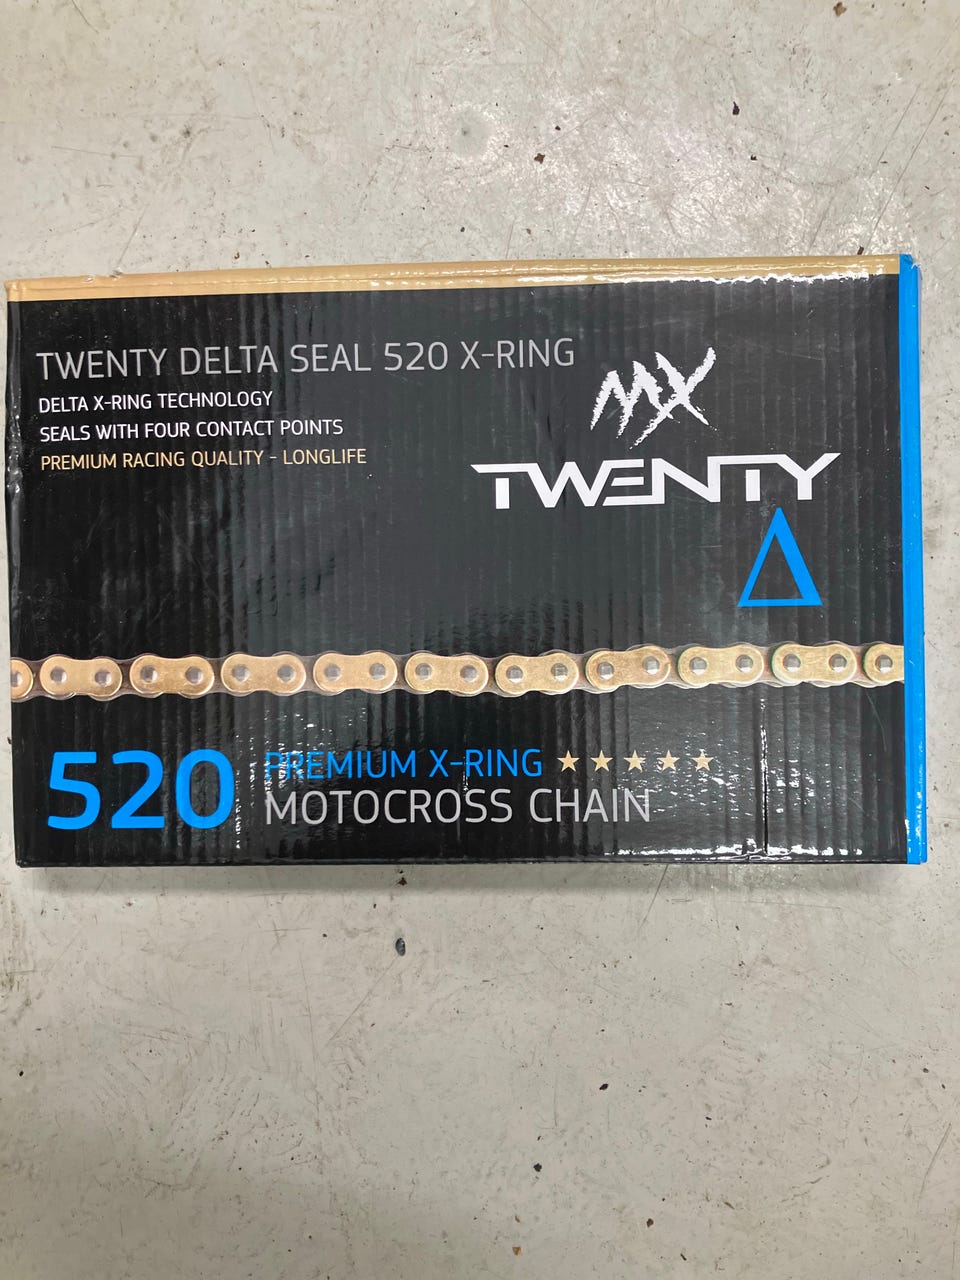 TWENTY DELTA SEAL 520 X-RING
DELTA X-RING TECHNOLOGY
SEALS WITH FOUR CONTACT POINTS
PREMIUM RACING QUALITY - LONGLIFE
MX
TWENTY
520
PREMIUM X-RING
MOTOCROSS CHAIN